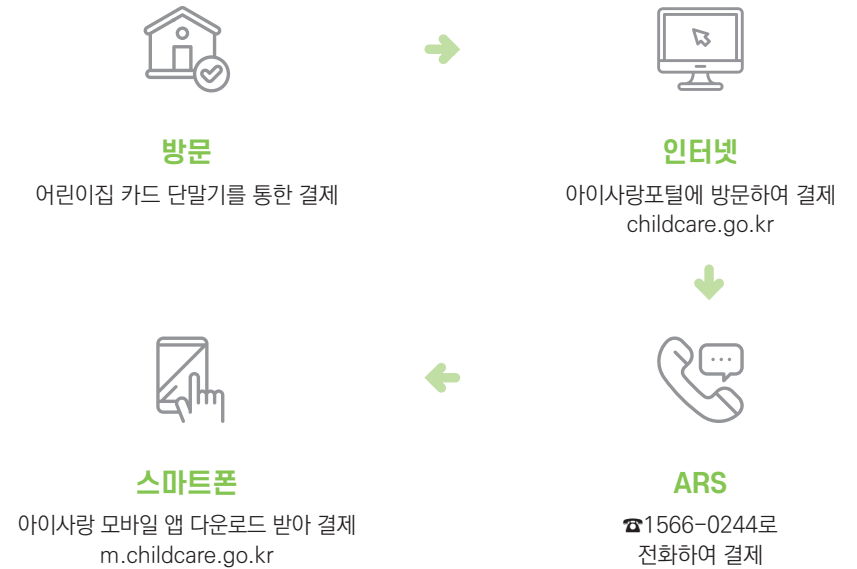 방문
어린이집 카드 단말기를 통한 결제
인터넷
아이사랑포털에 방문하여 결제
childcare.go.kr
ARS
☎1566-0244로
전화하여 결제
스마트폰
아이사랑 모바일 앱 다운로드 받아 결제
m.childcare.go.kr